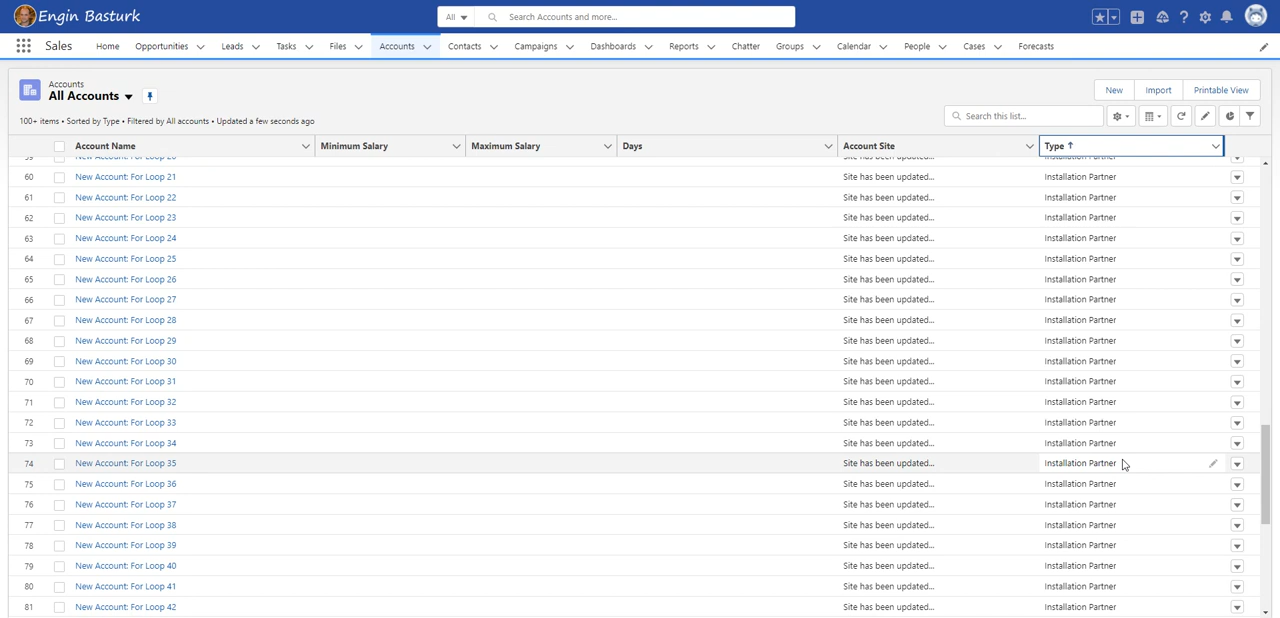 Engin Basturk
All
Search Accounts and more...
Sales
Home
Opportunities
Leads
Tasks
Files
Accounts
Contacts
Campaigns
Dashboards
Reports
Chatter
Groups
Calendar
People
Cases
Forecasts
Accounts
All Accounts
New
Import
Printable View
100+ items • Sorted by Type • Filtered by All accounts • Updated a few seconds ago
Search this list...
Account Name
Minimum Salary
Maximum Salary
Days
Account Site
Type ↑
59 New Account: For Loop 20 Site has been updated... Installation Partner
60 New Account: For Loop 21 Site has been updated... Installation Partner
61 New Account: For Loop 22 Site has been updated... Installation Partner
62 New Account: For Loop 23 Site has been updated... Installation Partner
63 New Account: For Loop 24 Site has been updated... Installation Partner
64 New Account: For Loop 25 Site has been updated... Installation Partner
65 New Account: For Loop 26 Site has been updated... Installation Partner
66 New Account: For Loop 27 Site has been updated... Installation Partner
67 New Account: For Loop 28 Site has been updated... Installation Partner
68 New Account: For Loop 29 Site has been updated... Installation Partner
69 New Account: For Loop 30 Site has been updated... Installation Partner
70 New Account: For Loop 31 Site has been updated... Installation Partner
71 New Account: For Loop 32 Site has been updated... Installation Partner
72 New Account: For Loop 33 Site has been updated... Installation Partner
73 New Account: For Loop 34 Site has been updated... Installation Partner
74 New Account: For Loop 35 Site has been updated... Installation Partner
75 New Account: For Loop 36 Site has been updated... Installation Partner
76 New Account: For Loop 37 Site has been updated... Installation Partner
77 New Account: For Loop 38 Site has been updated... Installation Partner
78 New Account: For Loop 39 Site has been updated... Installation Partner
79 New Account: For Loop 40 Site has been updated... Installation Partner
80 New Account: For Loop 41 Site has been updated... Installation Partner
81 New Account: For Loop 42 Site has been updated... Installation Partner